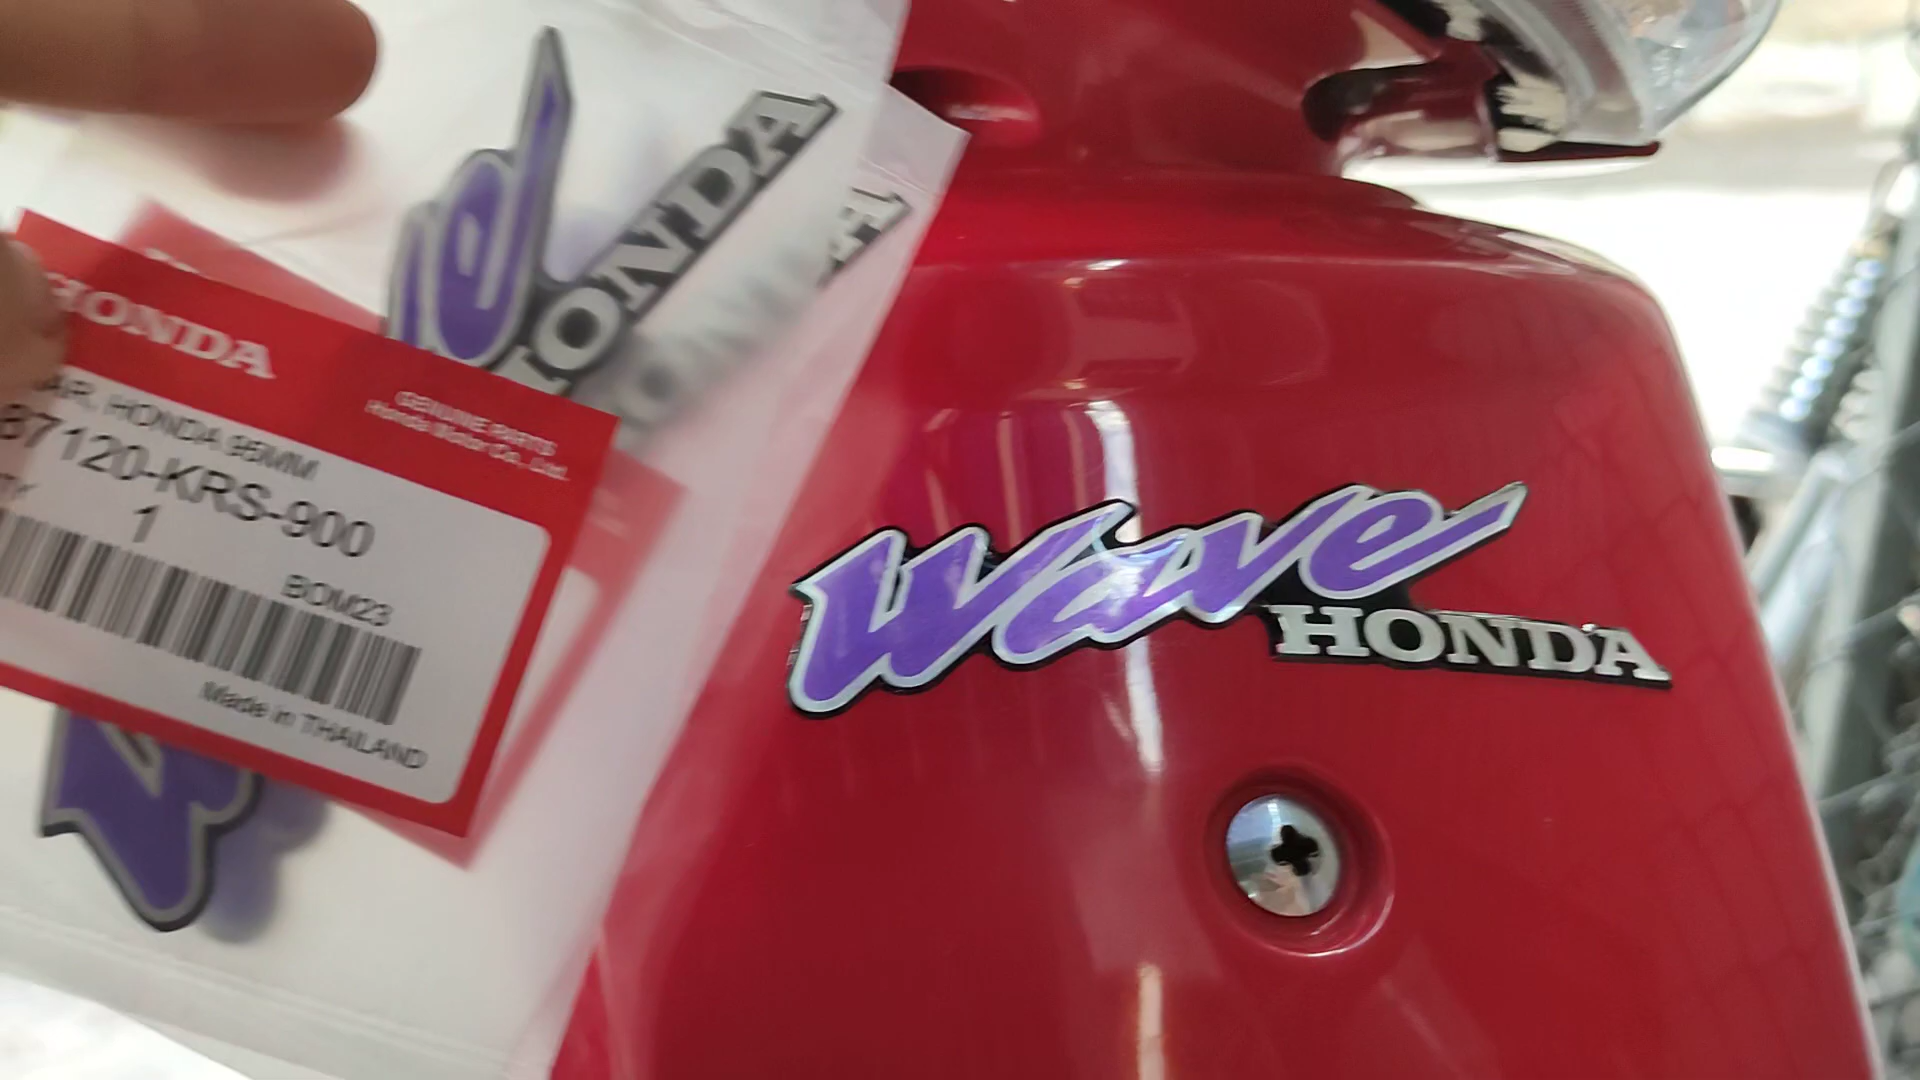 HONDA
HONDA
GENUINE PARTS
Honda Motor Co., Ltd.
AR, HONDA 95MM
87120-KRS-900
1
BOM23
Made in THAILAND
Wave
HONDA